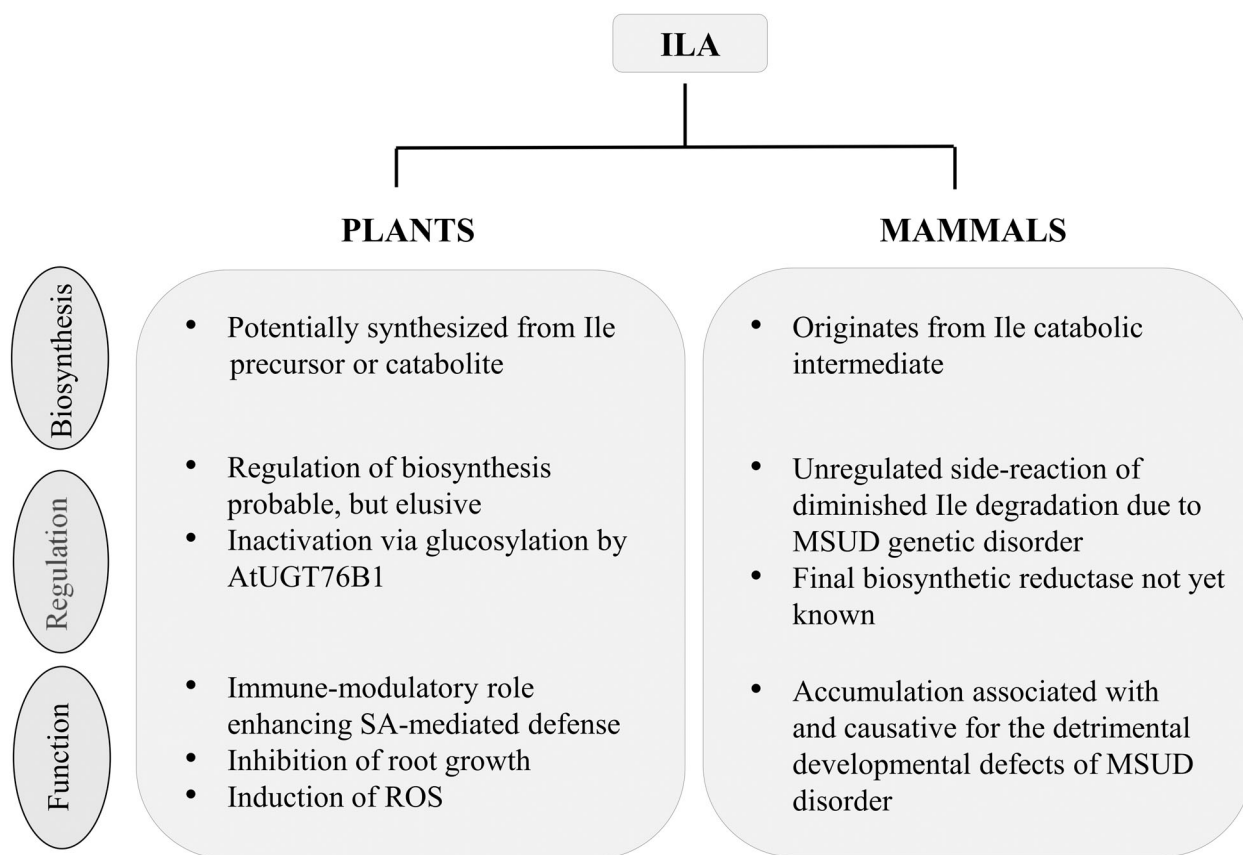 ILA
PLANTS
MAMMALS
Biosynthesis
• Potentially synthesized from Ile
precursor or catabolite
• Originates from Ile catabolic
intermediate
Regulation
• Regulation of biosynthesis
probable, but elusive
• Inactivation via glucosylation by
AtUGT76B1
• Unregulated side-reaction of
diminished Ile degradation due to
MSUD genetic disorder
• Final biosynthetic reductase not yet
known
Function
• Immune-modulatory role
enhancing SA-mediated defense
• Inhibition of root growth
• Induction of ROS
• Accumulation associated with
and causative for the detrimental
developmental defects of MSUD
disorder